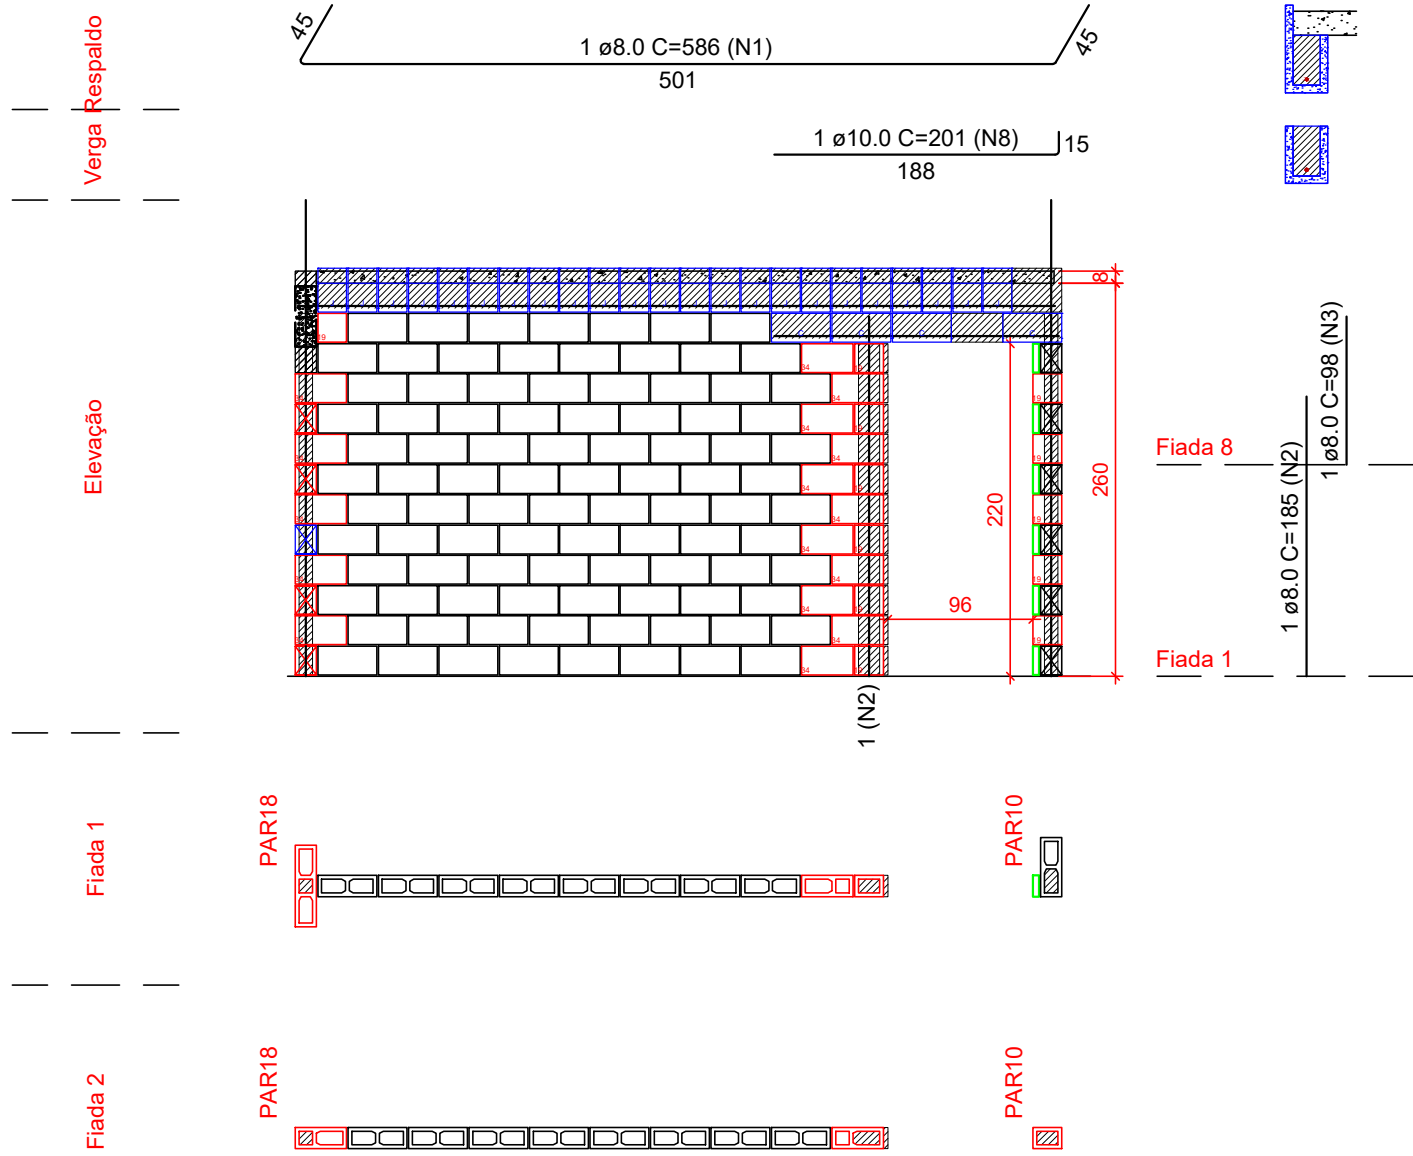 Respaldo
45
1 ø8.0 C=586 (N1)
501
45
Verga
1 ø10.0 C=201 (N8)
15
188
Elevação
8
260
220
96
Fiada 8
Fiada 1
1 ø8.0 C=185 (N2)
1 ø8.0 C=98 (N3)
1 (N2)
Fiada 1
PAR18
PAR10
Fiada 2
PAR18
PAR10